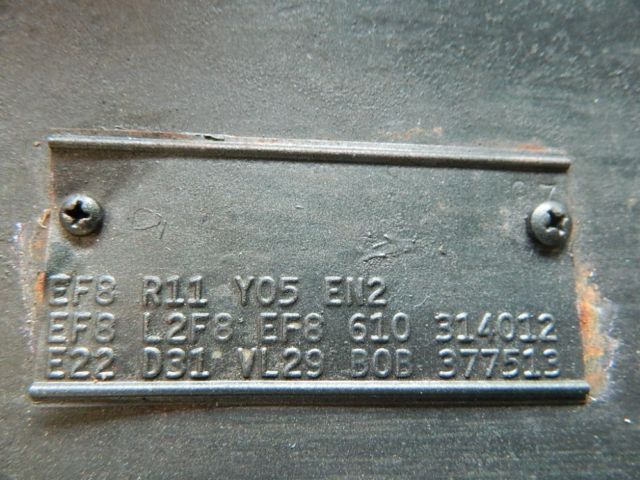 EF8 R11 Y05 EN2
EF8 L2F8 EF8 610 314012
E22 D31 VL29 B0B 377513